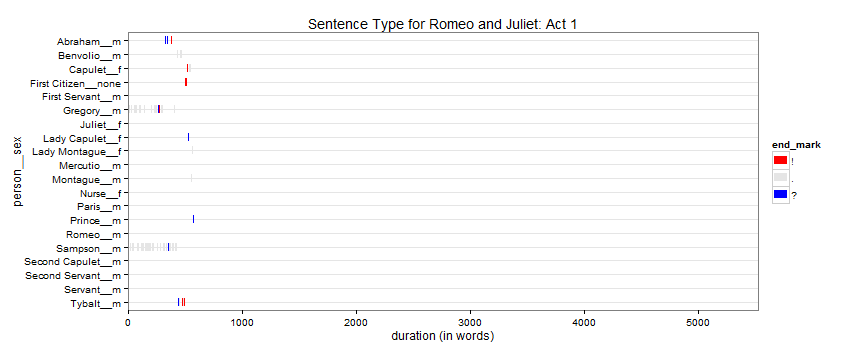 Sentence Type for Romeo and Juliet: Act 1
person__sex
Abraham__m
Benvolio__m
Capulet__f
First Citizen__none
First Servant__m
Gregory__m
Juliet__f
Lady Capulet__f
Lady Montague__f
Mercutio__m
Montague__m
Nurse__f
Paris__m
Prince__m
Romeo__m
Sampson__m
Second Capulet__m
Second Servant__m
Servant__m
Tybalt__m
0 1000 2000 3000 4000 5000
duration (in words)
end_mark
!
.
?